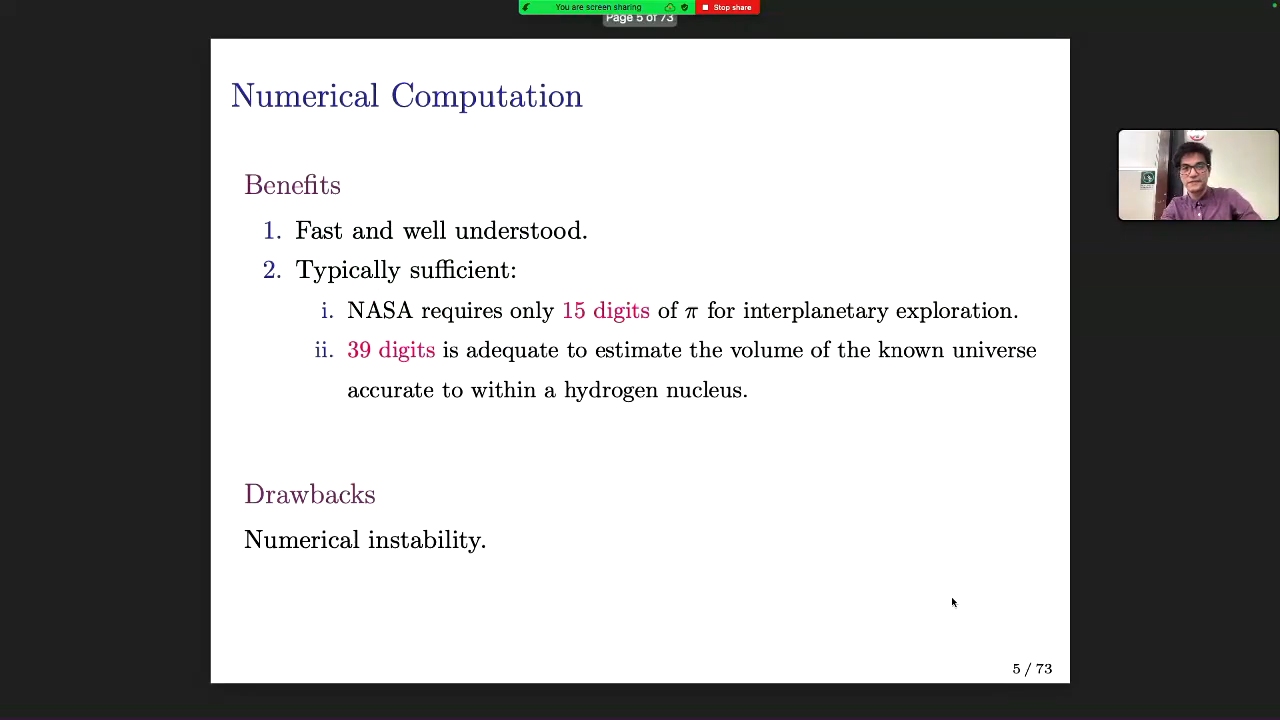 You are screen sharing
Stop share
Page 5 of 73
Numerical Computation
Benefits
1. Fast and well understood.
2. Typically sufficient:
i. NASA requires only 15 digits of π for interplanetary exploration.
ii. 39 digits is adequate to estimate the volume of the known universe
accurate to within a hydrogen nucleus.
Drawbacks
Numerical instability.
5 / 73